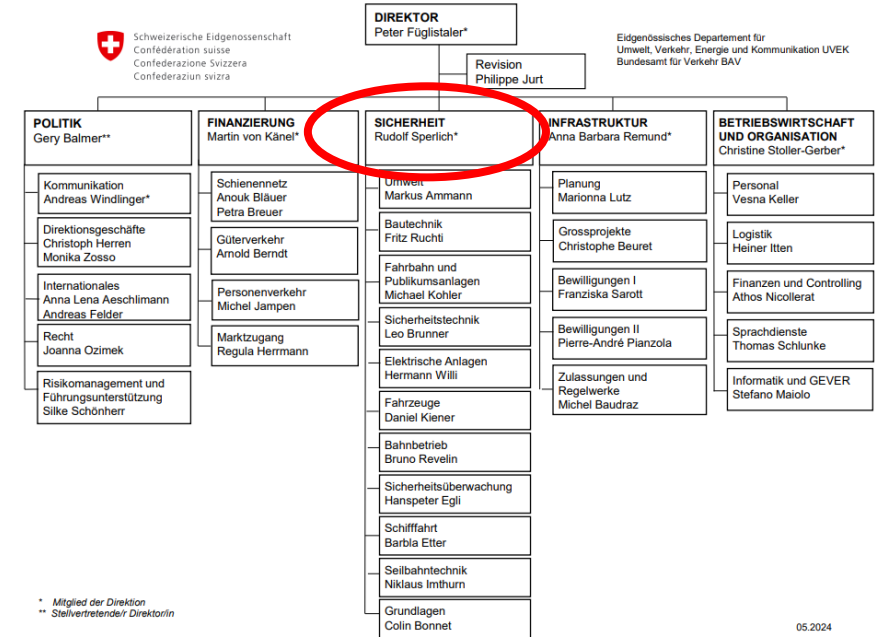 Schweizerische Eidgenossenschaft
Confédération suisse
Confederazione Svizzera
Confederaziun svizra
DIREKTOR
Peter Füglistaler*
Eidgenössisches Departement für
Umwelt, Verkehr, Energie und Kommunikation UVEK
Bundesamt für Verkehr BAV
Revision
Philippe Jurt
POLITIK
Gery Balmer**
Kommunikation
Andreas Windlinger*
Direktionsgeschäfte
Christoph Herren
Monika Zosso
Internationales
Anna Lena Aeschlimann
Andreas Felder
Recht
Joanna Ozimek
Risikomanagement und
Führungsunterstützung
Silke Schönherr
FINANZIERUNG
Martin von Känel*
Schienennetz
Anouk Bläuer
Petra Breuer
Güterverkehr
Arnold Berndt
Personenverkehr
Michel Jampen
Marktzugang
Regula Herrmann
SICHERHEIT
Rudolf Sperlich*
Umwelt
Markus Ammann
Bautechnik
Fritz Ruchti
Fahrbahn und
Publikumsanlagen
Michael Kohler
Sicherheitstechnik
Leo Brunner
Elektrische Anlagen
Hermann Willi
Fahrzeuge
Daniel Kiener
Bahnbetrieb
Bruno Revelin
Sicherheitsüberwachung
Hanspeter Egli
Schifffahrt
Barbla Etter
Seilbahntechnik
Niklaus Imthurn
Grundlagen
Colin Bonnet
INFRASTRUKTUR
Anna Barbara Remund*
Planung
Marionna Lutz
Grossprojekte
Christophe Beuret
Bewilligungen I
Franziska Sarott
Bewilligungen II
Pierre-André Pianzola
Zulassungen und
Regelwerke
Michel Baudraz
BETRIEBSWIRTSCHAFT
UND ORGANISATION
Christine Stoller-Gerber*
Personal
Vesna Keller
Logistik
Heiner Itten
Finanzen und Controlling
Athos Nicollerat
Sprachdienste
Thomas Schlunke
Informatik und GEVER
Stefano Maiolo
* Mitglied der Direktion
** Stellvertretende/r Direktor/in
05.2024